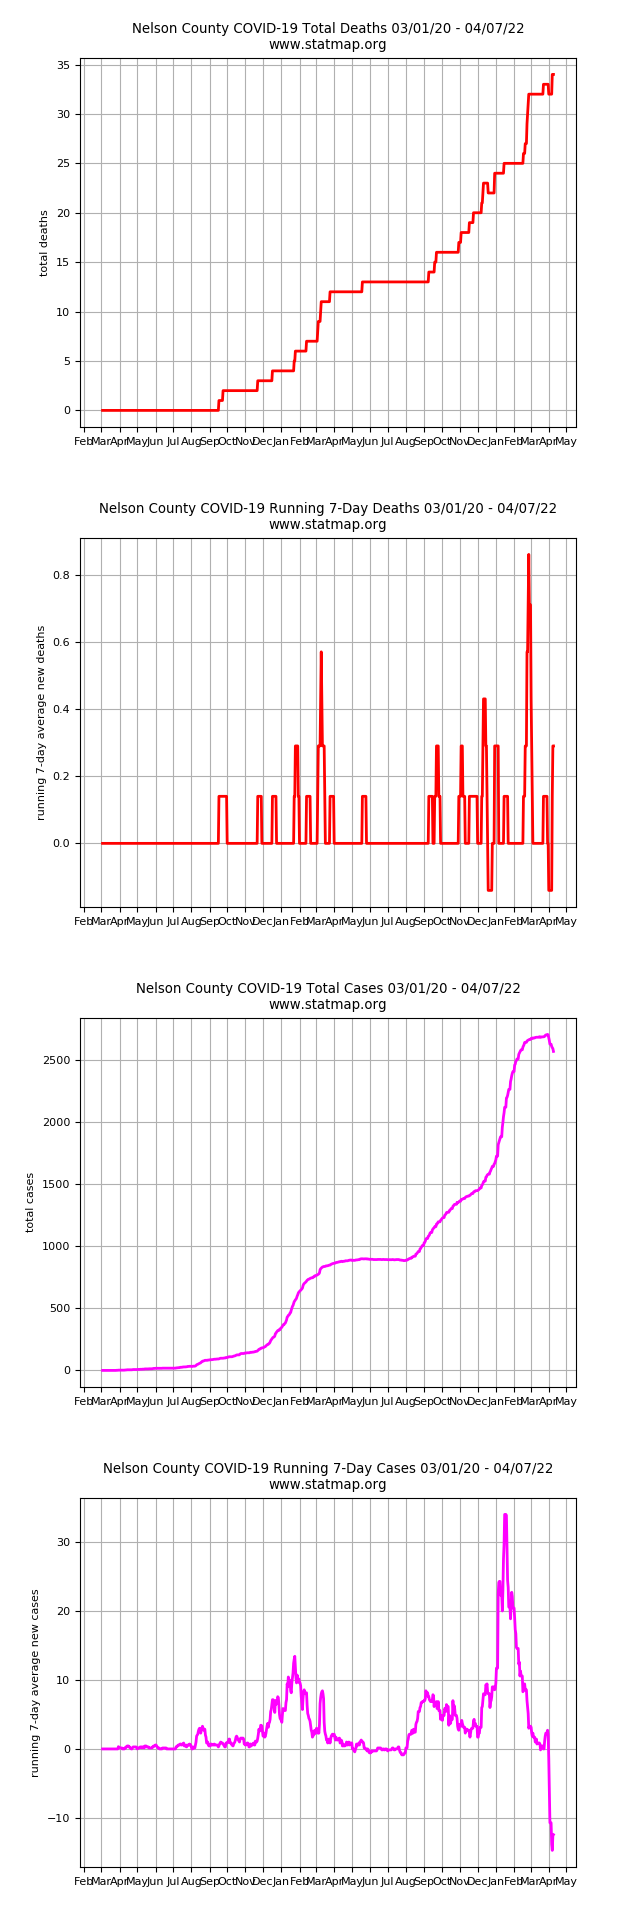 Nelson County COVID-19 Total Deaths 03/01/20 - 04/07/22
www.statmap.org
total deaths
35
30
25
20
15
10
5
0
Feb Mar Apr May Jun Jul Aug Sep Oct Nov Dec Jan Feb Mar Apr May Jun Jul Aug Sep Oct Nov Dec Jan Feb Mar Apr May
Nelson County COVID-19 Running 7-Day Deaths 03/01/20 - 04/07/22
www.statmap.org
running 7-day average new deaths
0.8
0.6
0.4
0.2
0.0
Feb Mar Apr May Jun Jul Aug Sep Oct Nov Dec Jan Feb Mar Apr May Jun Jul Aug Sep Oct Nov Dec Jan Feb Mar Apr May
Nelson County COVID-19 Total Cases 03/01/20 - 04/07/22
www.statmap.org
total cases
2500
2000
1500
1000
500
0
Feb Mar Apr May Jun Jul Aug Sep Oct Nov Dec Jan Feb Mar Apr May Jun Jul Aug Sep Oct Nov Dec Jan Feb Mar Apr May
Nelson County COVID-19 Running 7-Day Cases 03/01/20 - 04/07/22
www.statmap.org
running 7-day average new cases
30
20
10
0
−10
Feb Mar Apr May Jun Jul Aug Sep Oct Nov Dec Jan Feb Mar Apr May Jun Jul Aug Sep Oct Nov Dec Jan Feb Mar Apr May